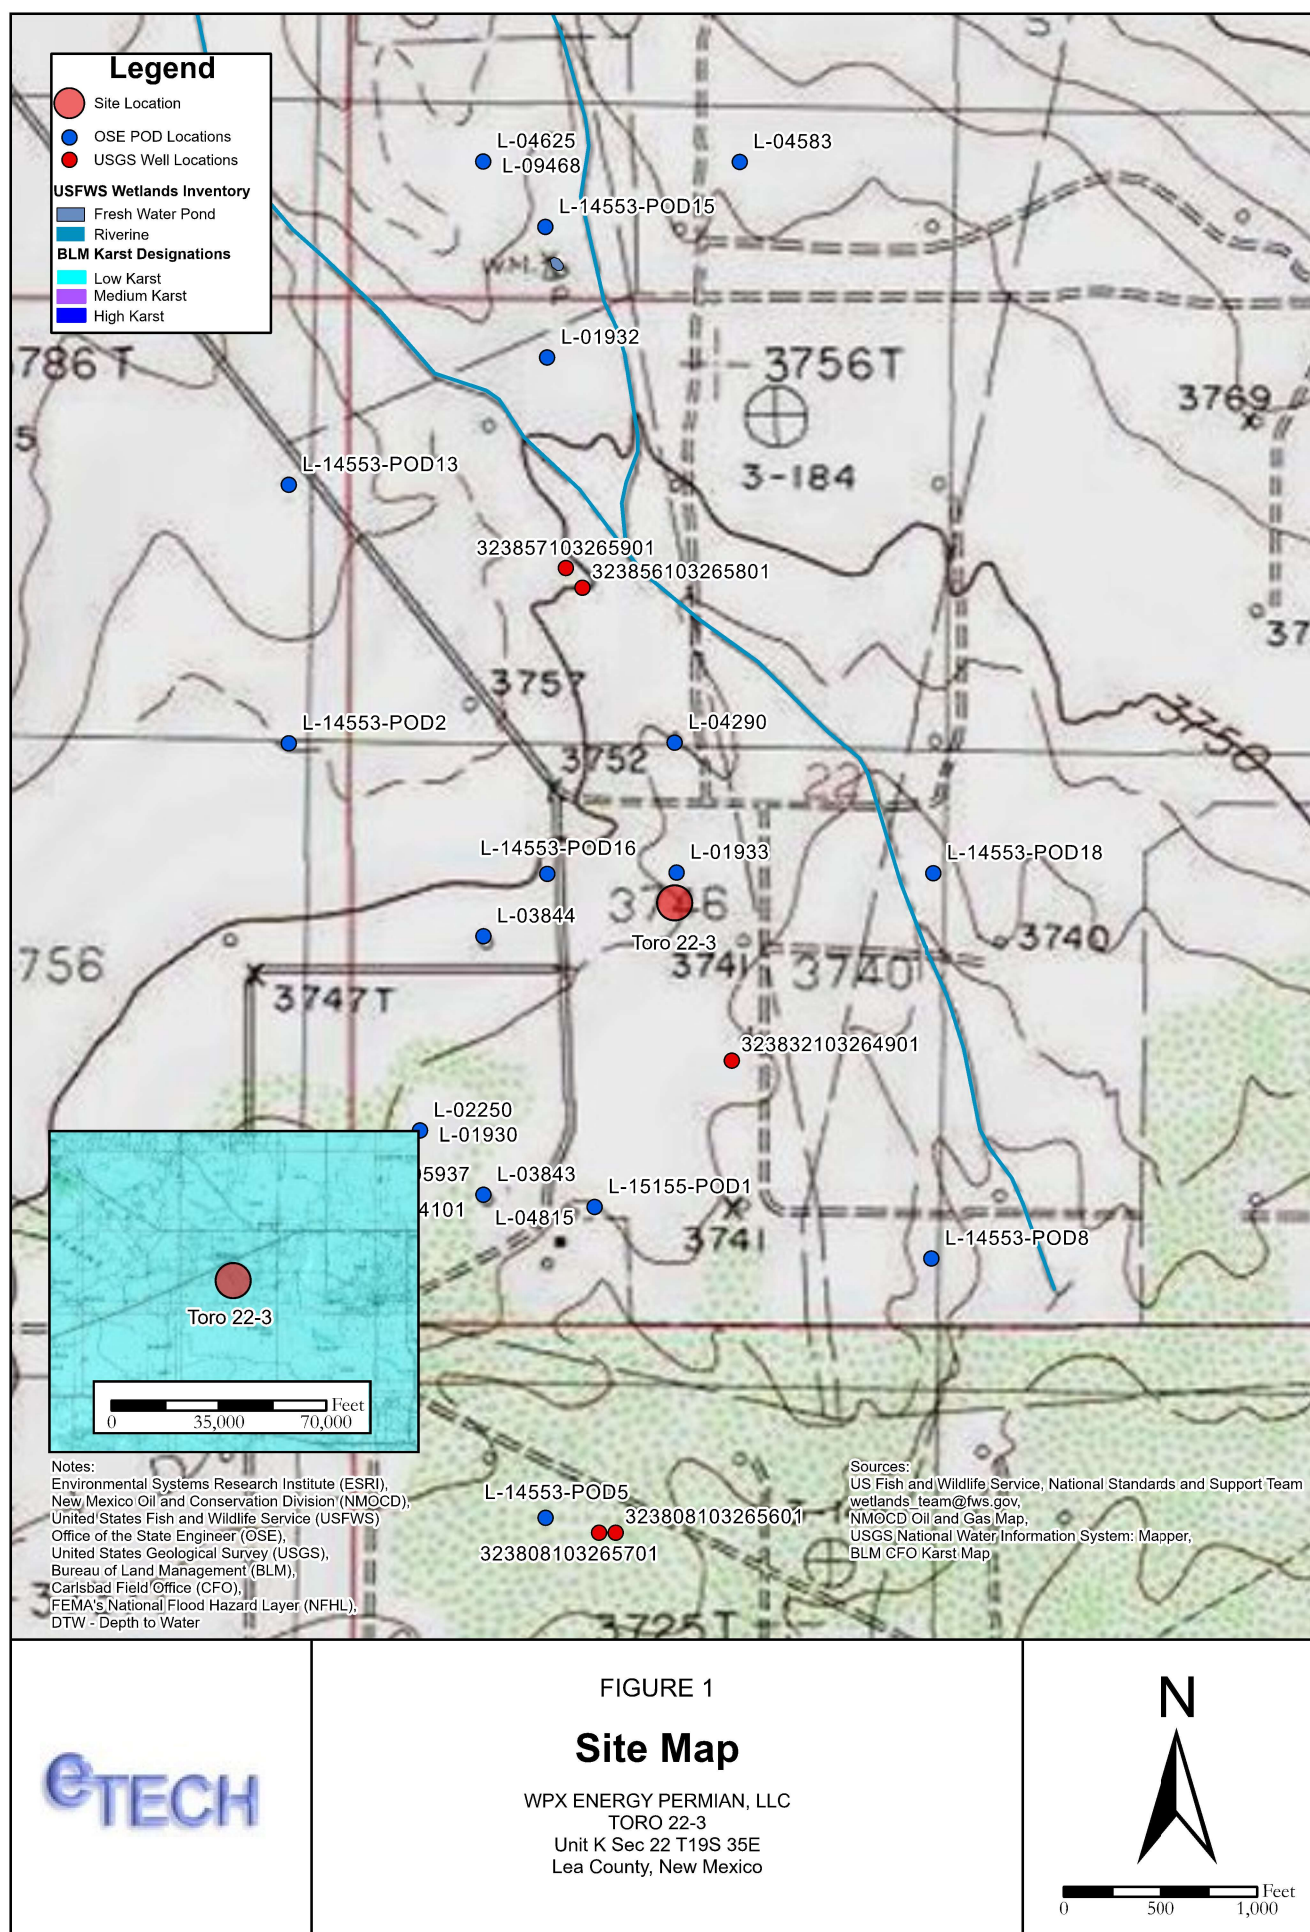 Legend
Site Location
OSE POD Locations
USGS Well Locations
USFWS Wetlands Inventory
Fresh Water Pond
Riverine
BLM Karst Designations
Low Karst
Medium Karst
High Karst
L-04625
L-09468
L-04583
L-14553-POD15
W.M.
P
L-01932
3786 T
3756T
3769
3-184
L-14553-POD13
323857103265901
323856103265801
3757
L-14553-POD2
L-04290
3752
3750
22
L-14553-POD16
L-01933
L-14553-POD18
3746
L-03844
Toro 22-3
3740
756
3741
3740
3747T
323832103264901
L-02250
L-01930
05937
L-03843
4101
L-04815
L-15155-POD1
3741
L-14553-POD8
Toro 22-3
Feet
0 35,000 70,000
Notes:
Environmental Systems Research Institute (ESRI),
New Mexico Oil and Conservation Division (NMOCD),
United States Fish and Wildlife Service (USFWS)
Office of the State Engineer (OSE),
United States Geological Survey (USGS),
Bureau of Land Management (BLM),
Carlsbad Field Office (CFO),
FEMA's National Flood Hazard Layer (NFHL),
DTW - Depth to Water
L-14553-POD5
323808103265601
323808103265701
3725T
Sources:
US Fish and Wildlife Service, National Standards and Support Team
wetlands_team@fws.gov,
NMOCD Oil and Gas Map,
USGS National Water Information System: Mapper,
BLM CFO Karst Map
eTECH
FIGURE 1
Site Map
WPX ENERGY PERMIAN, LLC
TORO 22-3
Unit K Sec 22 T19S 35E
Lea County, New Mexico
N
Feet
0 500 1,000